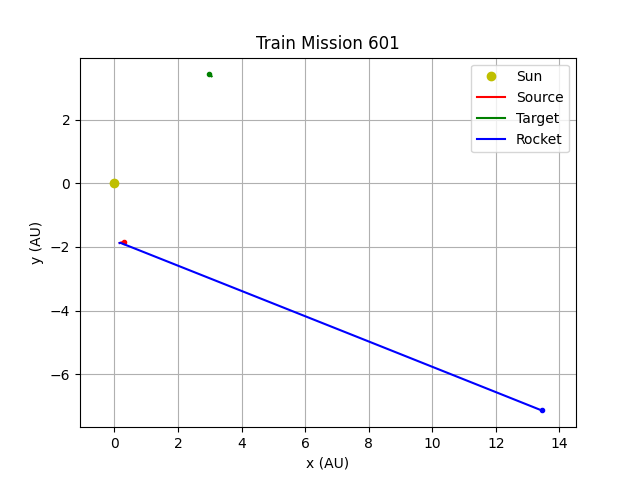 Train Mission 601
Sun
Source
Target
Rocket
2
0
−2
−4
−6
y (AU)
0
2
4
6
8
10
12
14
x (AU)